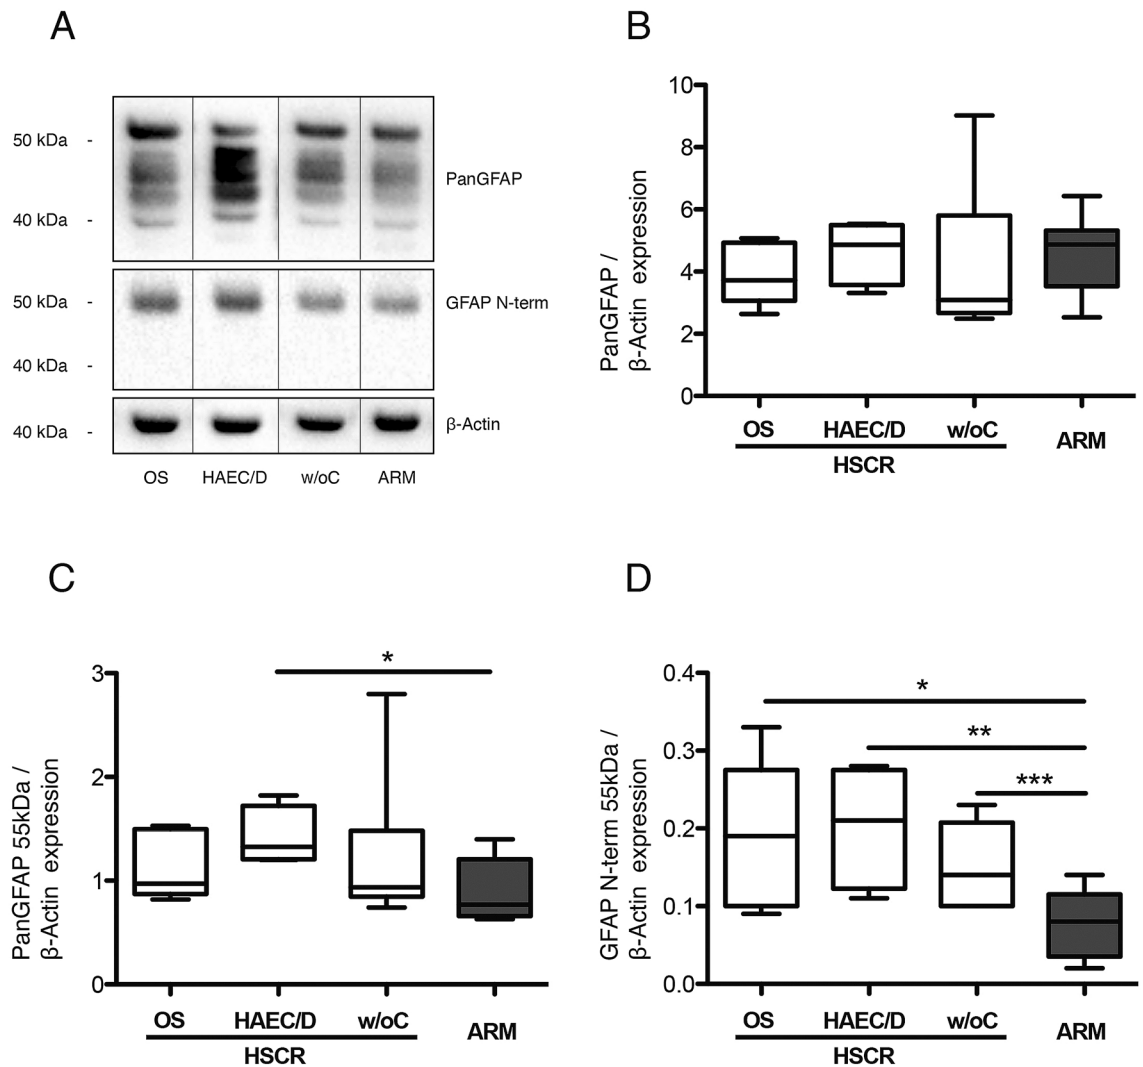 A
50 kDa -
PanGFAP
40 kDa -
50 kDa -
GFAP N-term
40 kDa -
40 kDa -
β-Actin
OS HAEC/D w/oC ARM
B
PanGFAP /
β-Actin expression
10
8
6
4
2
0
OS HAEC/D w/oC ARM
HSCR
C
PanGFAP 55kDa /
β-Actin expression
3
2
1
0
*
OS HAEC/D w/oC ARM
HSCR
D
GFAP N-term 55kDa /
β-Actin expression
0.4
0.3
0.2
0.1
0.0
*
**
***
OS HAEC/D w/oC ARM
HSCR